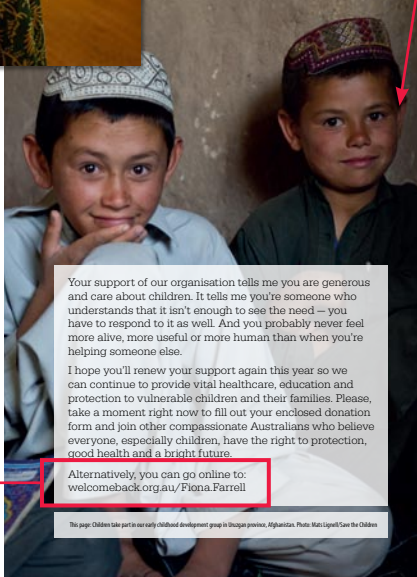 Your support of our organisation tells me you are generous
and care about children. It tells me you're someone who
understands that it isn't enough to see the need — you
have to respond to it as well. And you probably never feel
more alive, more useful or more human than when you're
helping someone else.
I hope you'll renew your support again this year so we
can continue to provide vital healthcare, education and
protection to vulnerable children and their families. Please,
take a moment right now to fill out your enclosed donation
form and join other compassionate Australians who believe
everyone, especially children, have the right to protection,
good health and a bright future.
Alternatively, you can go online to:
welcomeback.org.au/Fiona.Farrell
This page: Children take part in our early childhood development group in Uruzgan province, Afghanistan. Photo: Mats Lignell/Save the Children